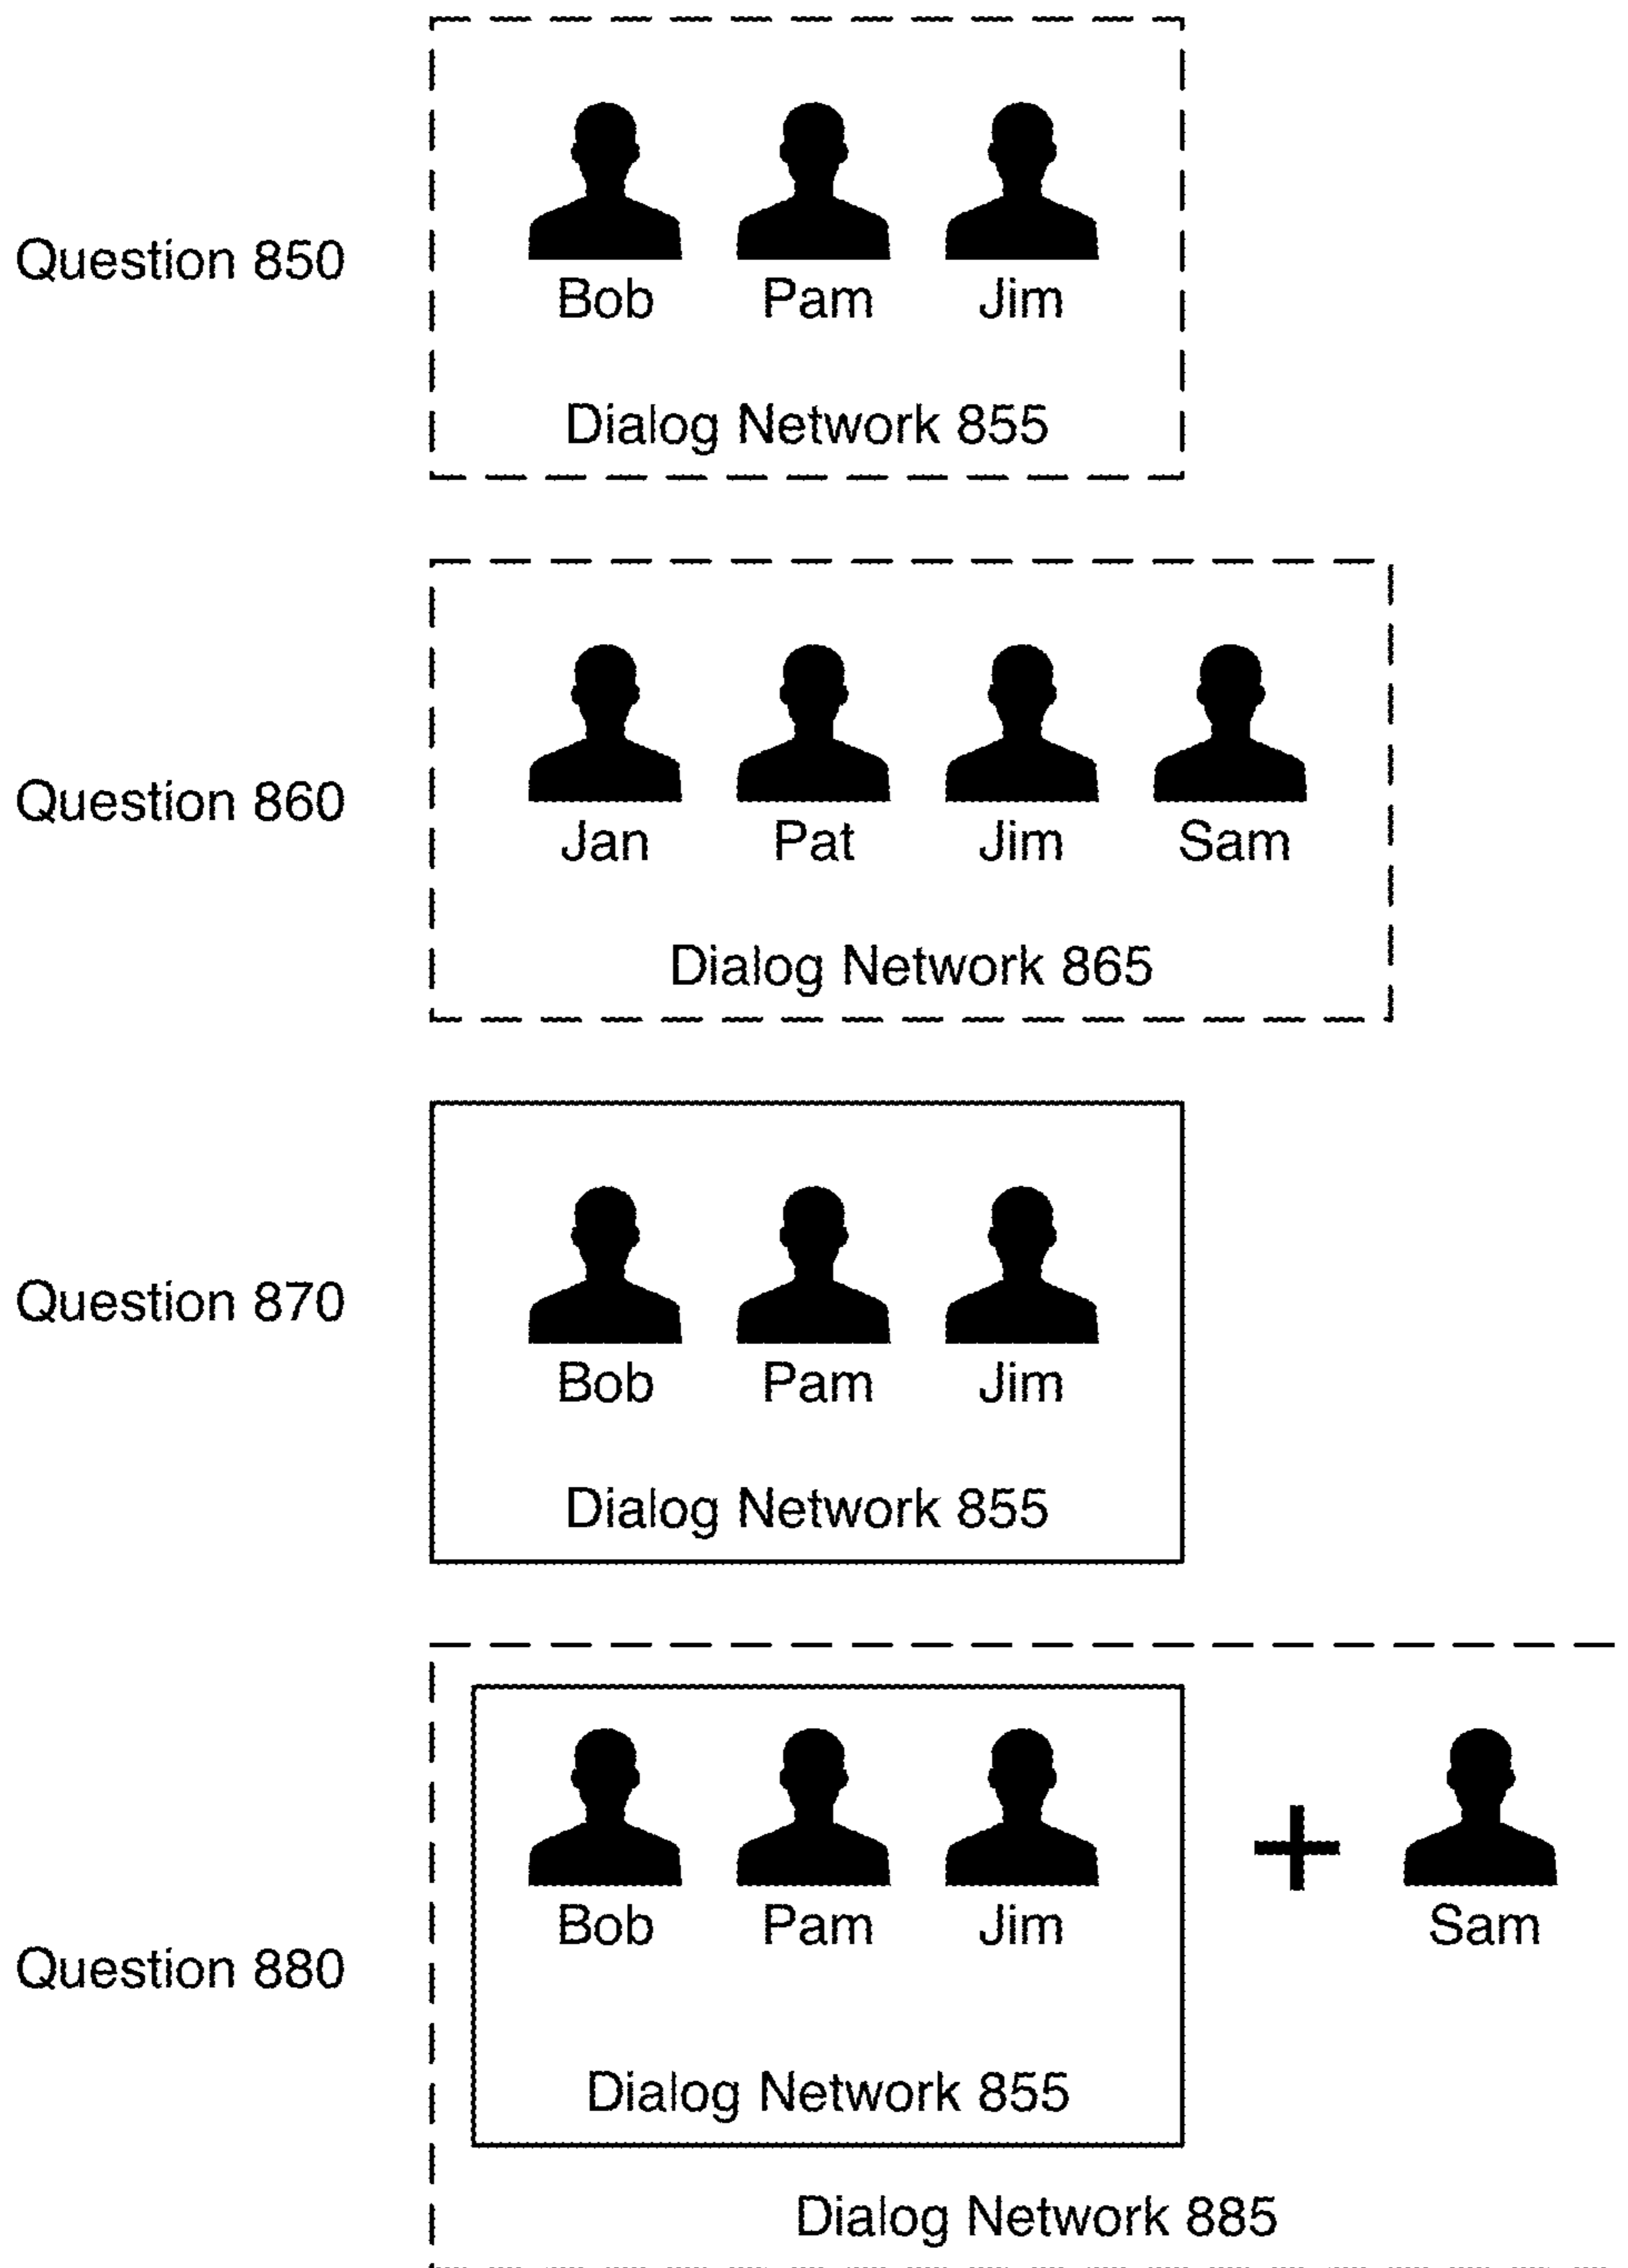 Question 850
Bob Pam Jim
Dialog Network 855
Question 860
Jan Pat Jim Sam
Dialog Network 865
Question 870
Bob Pam Jim
Dialog Network 855
Question 880
Bob Pam Jim + Sam
Dialog Network 855
Dialog Network 885